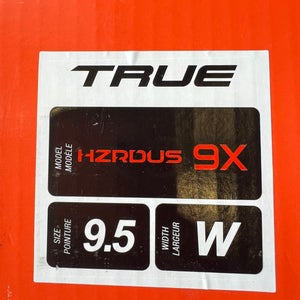 TRUE
MODEL
MODÈLE
HZRDUS 9X
SIZE
POINTURE
9.5
WIDTH
LARGEUR
W